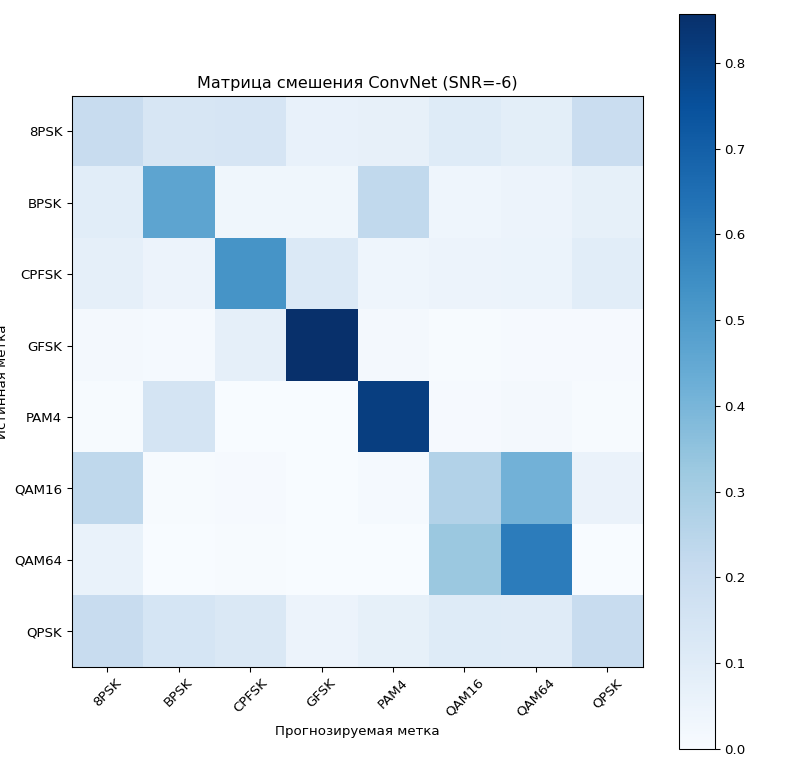 Матрица смешения ConvNet (SNR=-6)
8PSK
BPSK
CPFSK
GFSK
PAM4
QAM16
QAM64
QPSK
8PSK
BPSK
CPFSK
GFSK
PAM4
QAM16
QAM64
QPSK
Прогнозируемая метка
Истинная метка
0.8
0.7
0.6
0.5
0.4
0.3
0.2
0.1
0.0